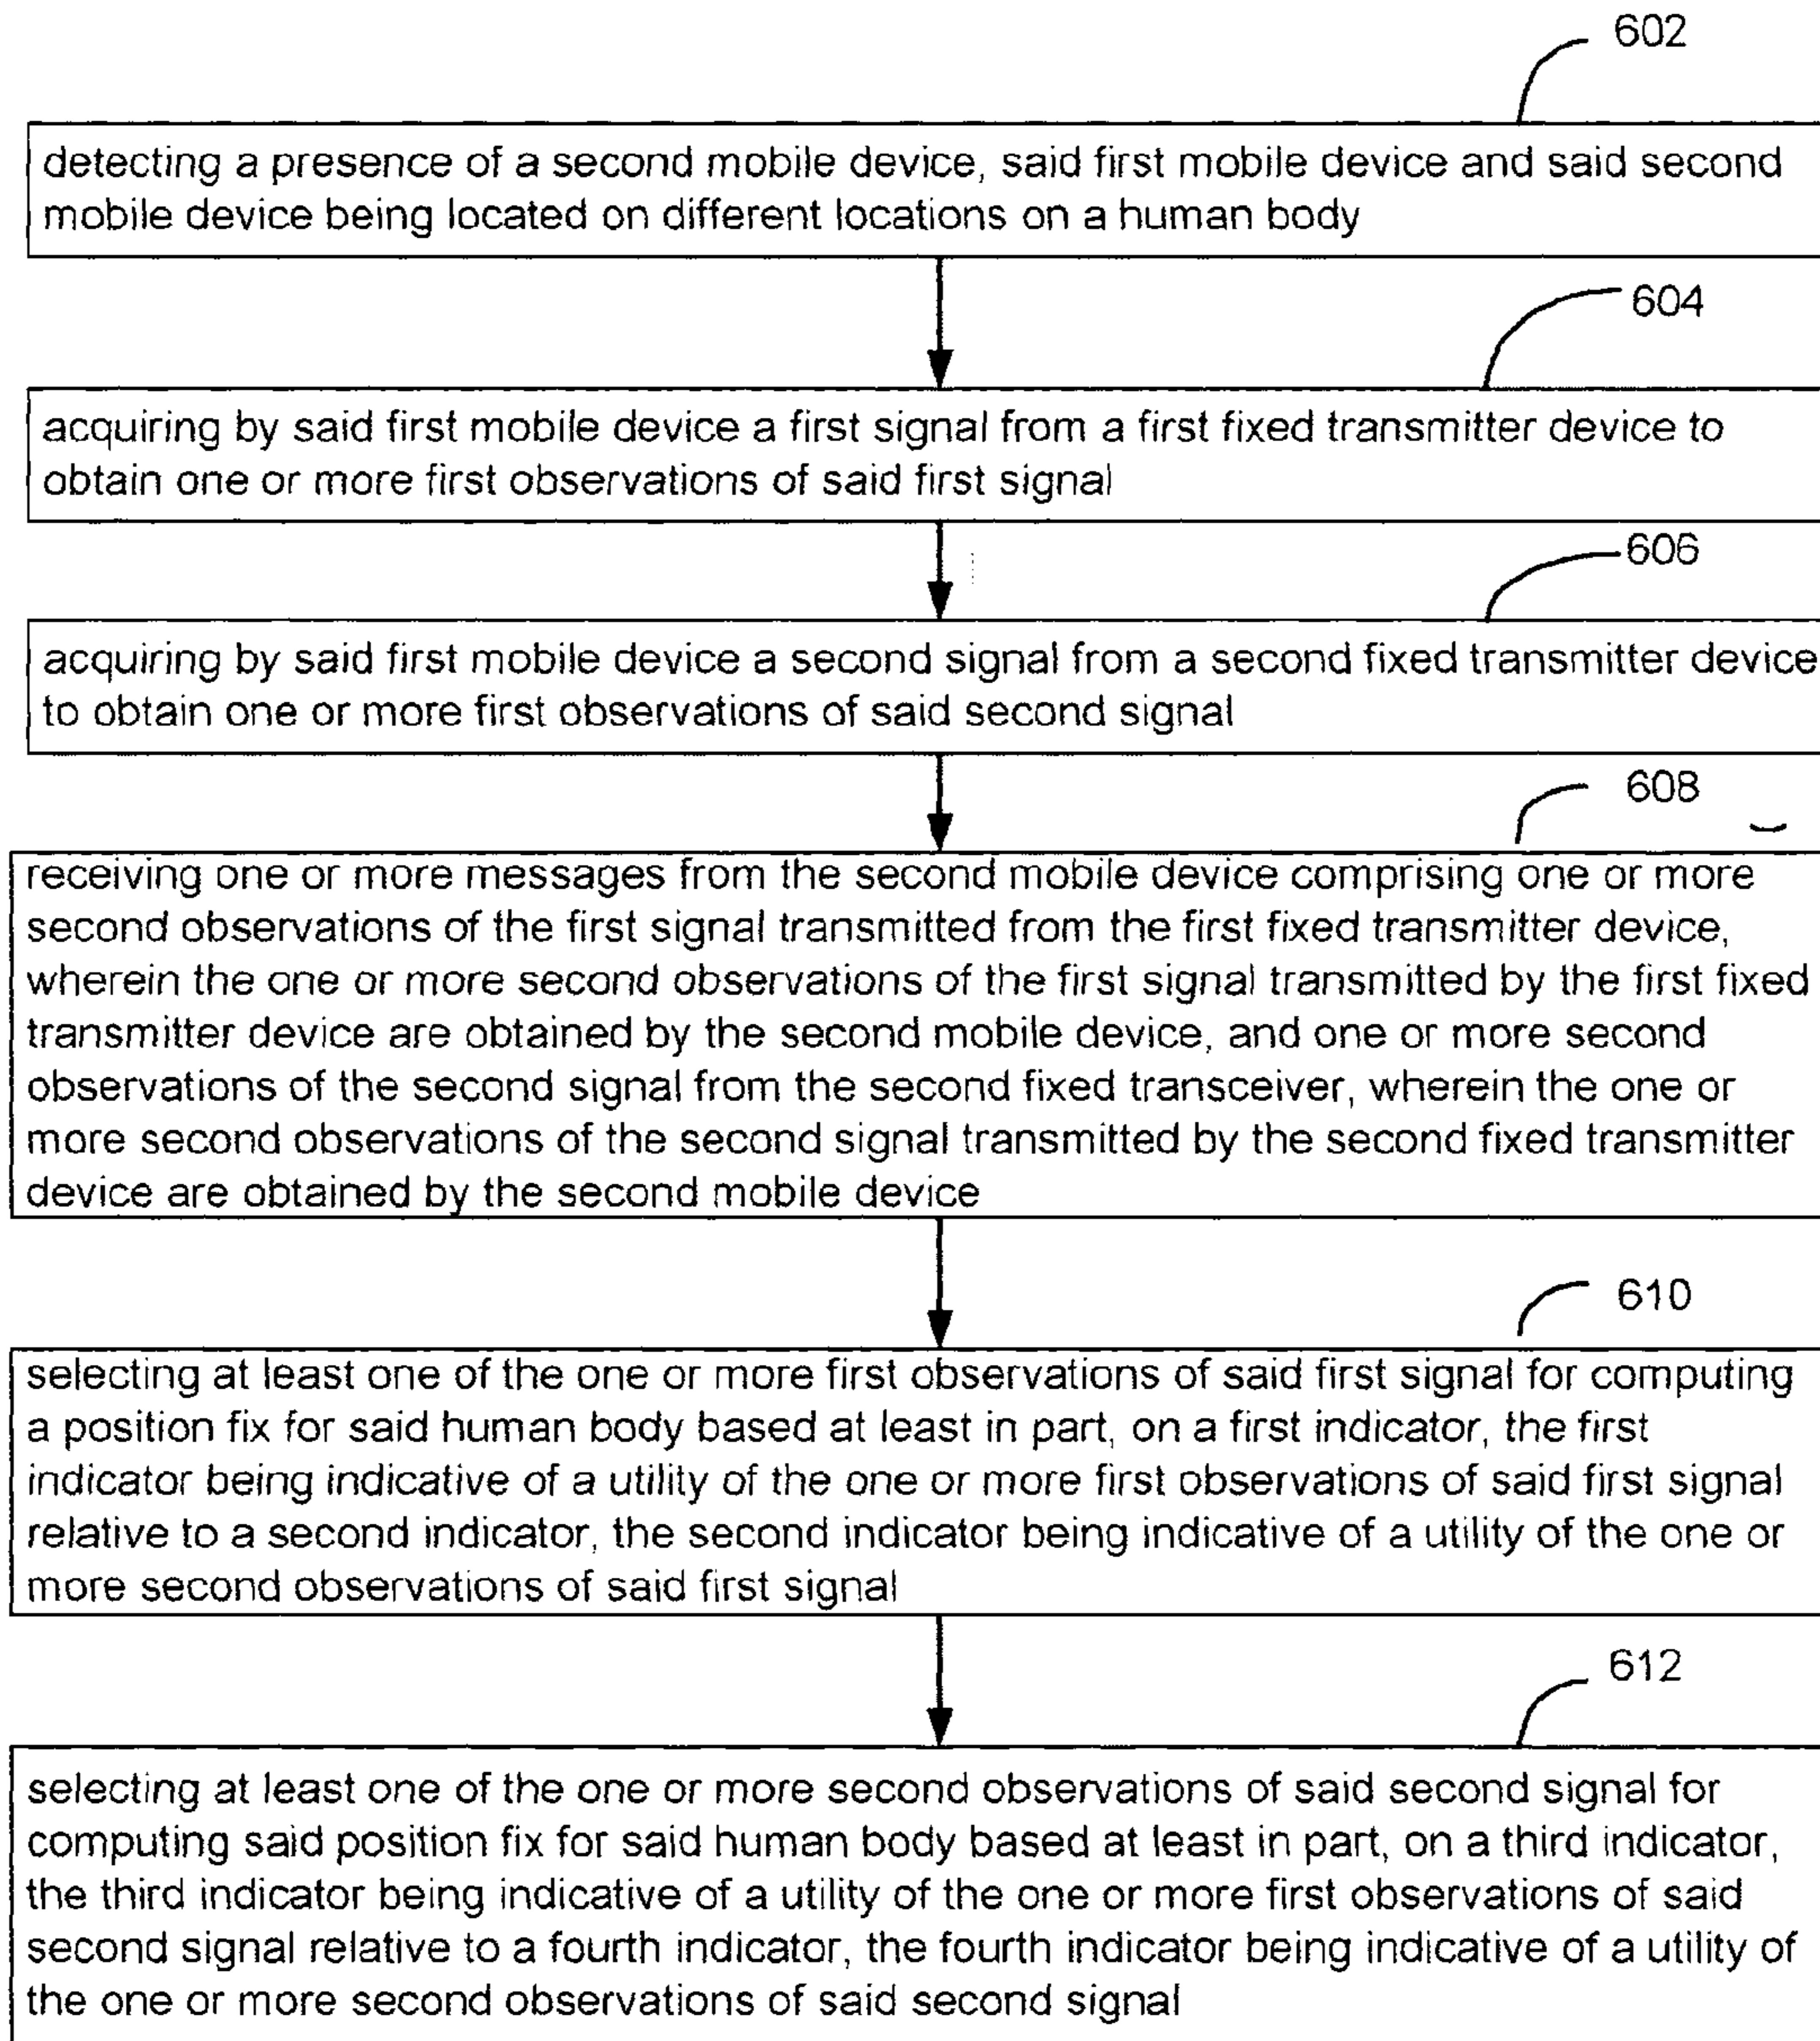 602
detecting a presence of a second mobile device, said first mobile device and said second
mobile device being located on different locations on a human body
604
acquiring by said first mobile device a first signal from a first fixed transmitter device to
obtain one or more first observations of said first signal
606
acquiring by said first mobile device a second signal from a second fixed transmitter device
to obtain one or more first observations of said second signal
608
receiving one or more messages from the second mobile device comprising one or more
second observations of the first signal transmitted from the first fixed transmitter device,
wherein the one or more second observations of the first signal transmitted by the first fixed
transmitter device are obtained by the second mobile device, and one or more second
observations of the second signal from the second fixed transceiver, wherein the one or
more second observations of the second signal transmitted by the second fixed transmitter
device are obtained by the second mobile device
610
selecting at least one of the one or more first observations of said first signal for computing
a position fix for said human body based at least in part, on a first indicator, the first
indicator being indicative of a utility of the one or more first observations of said first signal
relative to a second indicator, the second indicator being indicative of a utility of the one or
more second observations of said first signal
612
selecting at least one of the one or more second observations of said second signal for
computing said position fix for said human body based at least in part, on a third indicator,
the third indicator being indicative of a utility of the one or more first observations of said
second signal relative to a fourth indicator, the fourth indicator being indicative of a utility of
the one or more second observations of said second signal